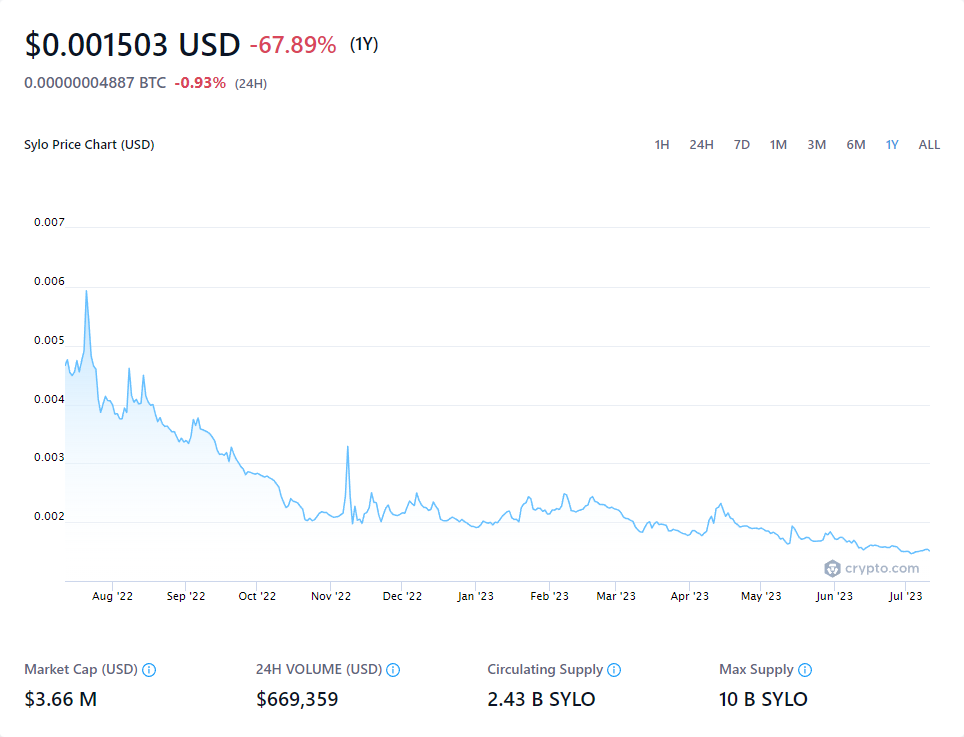 $0.001503 USD -67.89% (1Y)
0.00000004887 BTC -0.93% (24H)
Sylo Price Chart (USD) 1H 24H 7D 1M 3M 6M 1Y ALL
0.007
0.006
0.005
0.004
0.003
0.002
crypto.com
Aug '22 Sep '22 Oct '22 Nov '22 Dec '22 Jan '23 Feb '23 Mar '23 Apr '23 May '23 Jun '23 Jul '23
Market Cap (USD) 24H VOLUME (USD) Circulating Supply Max Supply
$3.66 M $669,359 2.43 B SYLO 10 B SYLO